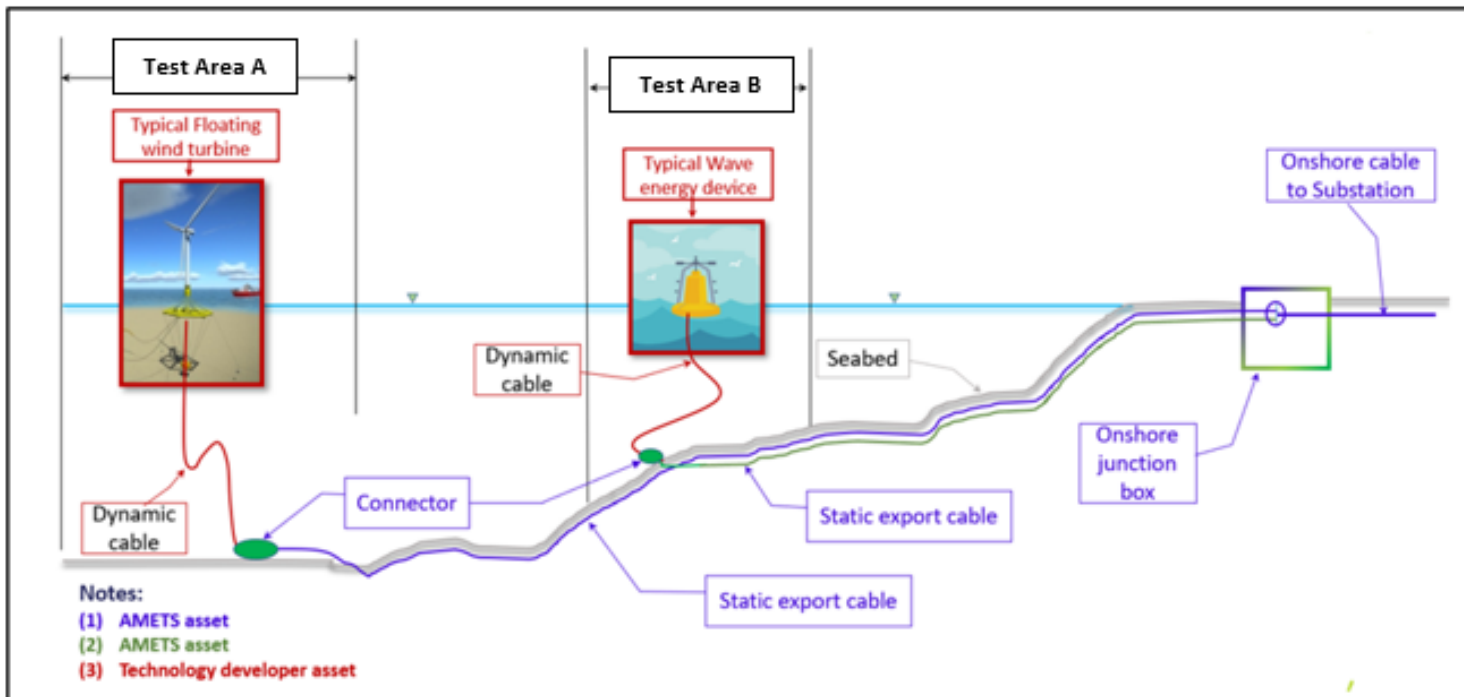 Test Area A
Test Area B
Typical Floating
wind turbine
Typical Wave
energy device
Onshore cable
to Substation
Dynamic
cable
Seabed
Onshore
junction
box
Connector
Static export cable
Dynamic
cable
Static export cable
Notes:
(1) AMETS asset
(2) AMETS asset
(3) Technology developer asset